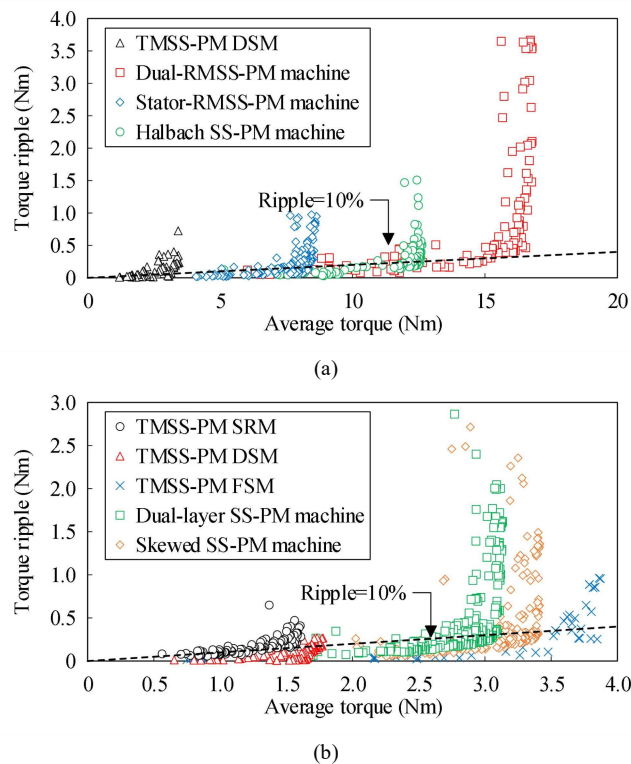 4.0
3.5
3.0
2.5
2.0
1.5
1.0
0.5
0
Torque ripple (Nm)
TMSS-PM DSM
Dual-RMSS-PM machine
Stator-RMSS-PM machine
Halbach SS-PM machine
Ripple=10%
0 5 10 15 20
Average torque (Nm)
(a)
3.0
2.5
2.0
1.5
1.0
0.5
0
Torque ripple (Nm)
TMSS-PM SRM
TMSS-PM DSM
TMSS-PM FSM
Dual-layer SS-PM machine
Skewed SS-PM machine
Ripple=10%
0.0 0.5 1.0 1.5 2.0 2.5 3.0 3.5 4.0
Average torque (Nm)
(b)